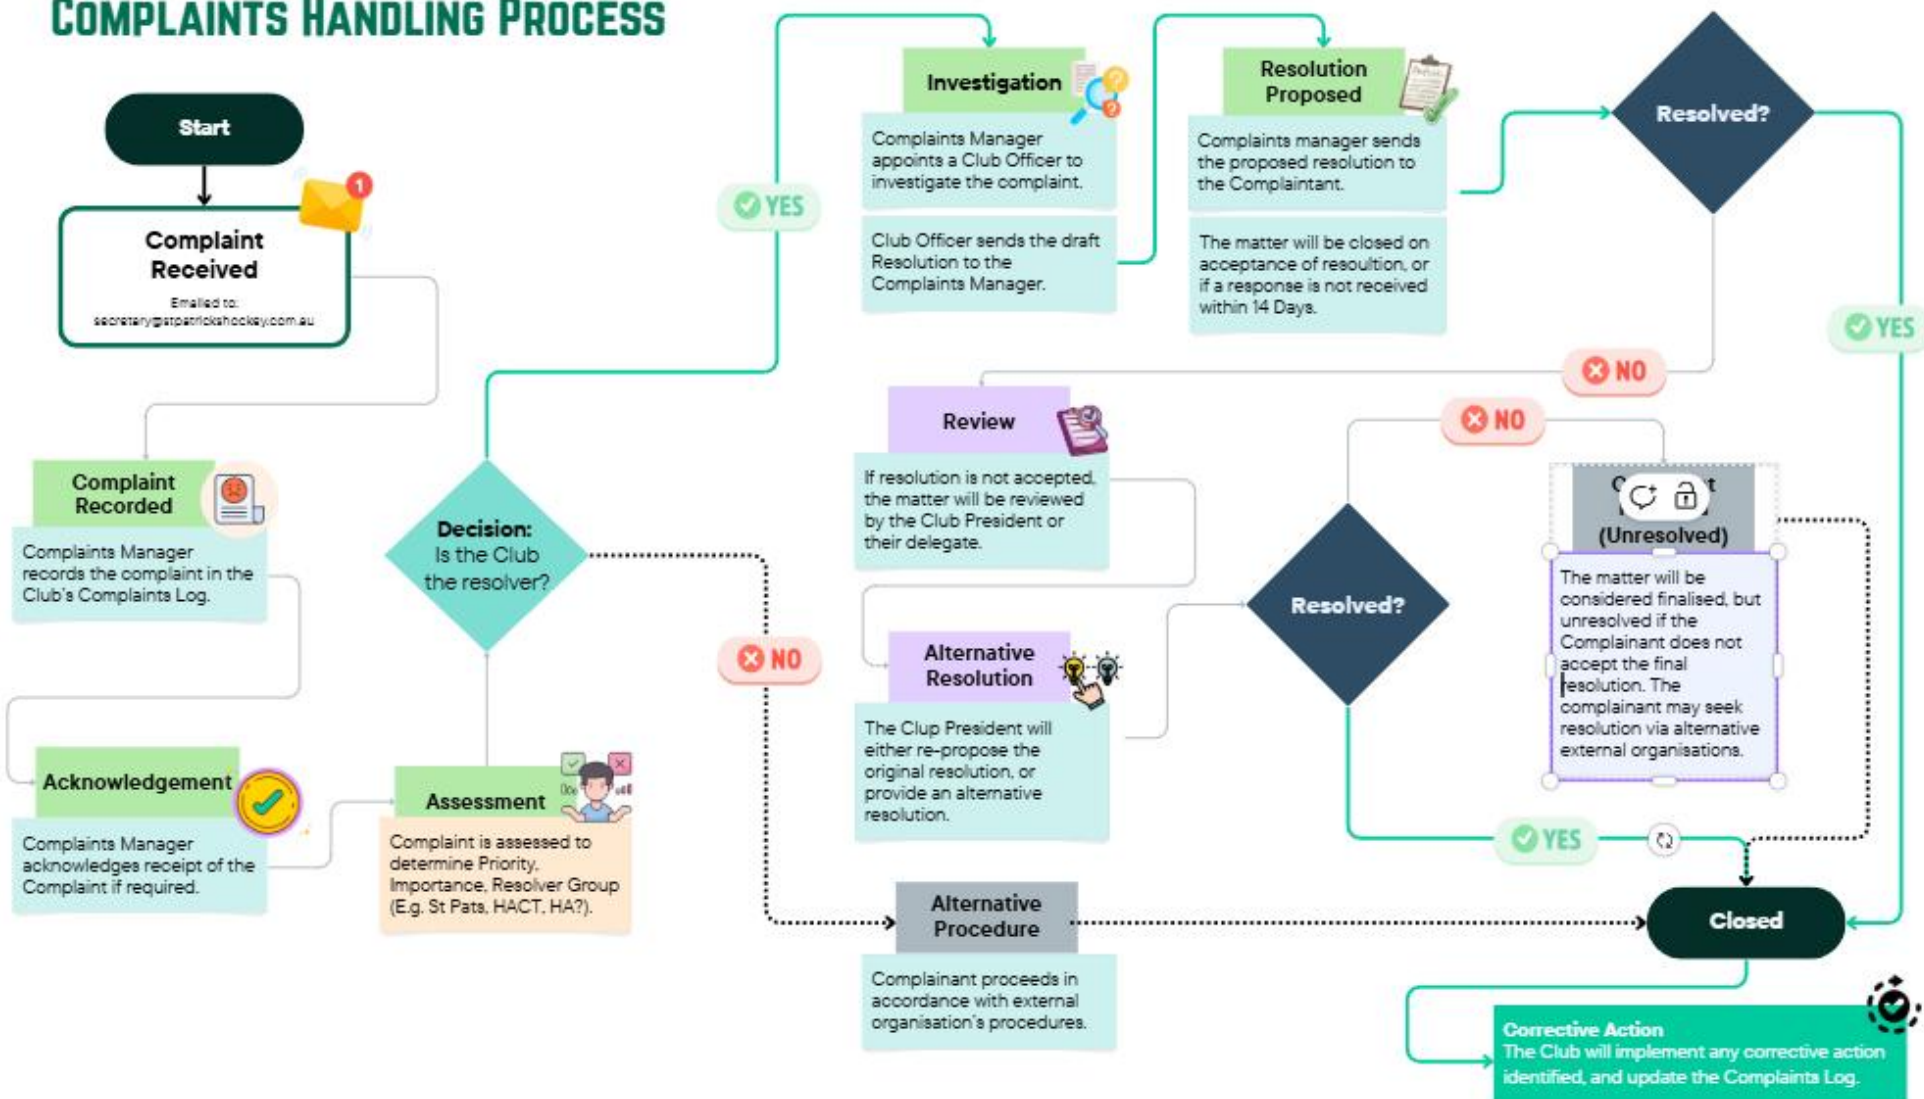 COMPLAINTS HANDLING PROCESS
Start
1
Complaint
Received
Emailed to:
secretary@stpatrickshockey.com.au
Complaint
Recorded
Complaints Manager
records the complaint in the
Club's Complaints Log.
Acknowledgement
Complaints Manager
acknowledges receipt of the
Complaint if required.
Assessment
Complaint is assessed to
determine Priority,
Importance, Resolver Group
(E.g. St Pats, HACT, HA?).
Decision:
Is the Club
the resolver?
YES
NO
Investigation
Complaints Manager
appoints a Club Officer to
investigate the complaint.
Club Officer sends the draft
Resolution to the
Complaints Manager.
Resolution
Proposed
Complaints manager sends
the proposed resolution to
the Complaintant.
The matter will be closed on
acceptance of resoultion, or
if a response is not received
within 14 Days.
Resolved?
YES
NO
Review
If resolution is not accepted,
the matter will be reviewed
by the Club President or
their delegate.
Alternative
Resolution
The Clup President will
either re-propose the
original resolution, or
provide an alternative
resolution.
Resolved?
NO
YES
(Unresolved)
The matter will be
considered finalised, but
unresolved if the
Complainant does not
accept the final
resolution. The
complainant may seek
resolution via alternative
external organisations.
Alternative
Procedure
Complainant proceeds in
accordance with external
organisation's procedures.
Closed
Corrective Action
The Club will implement any corrective action
identified, and update the Complaints Log.